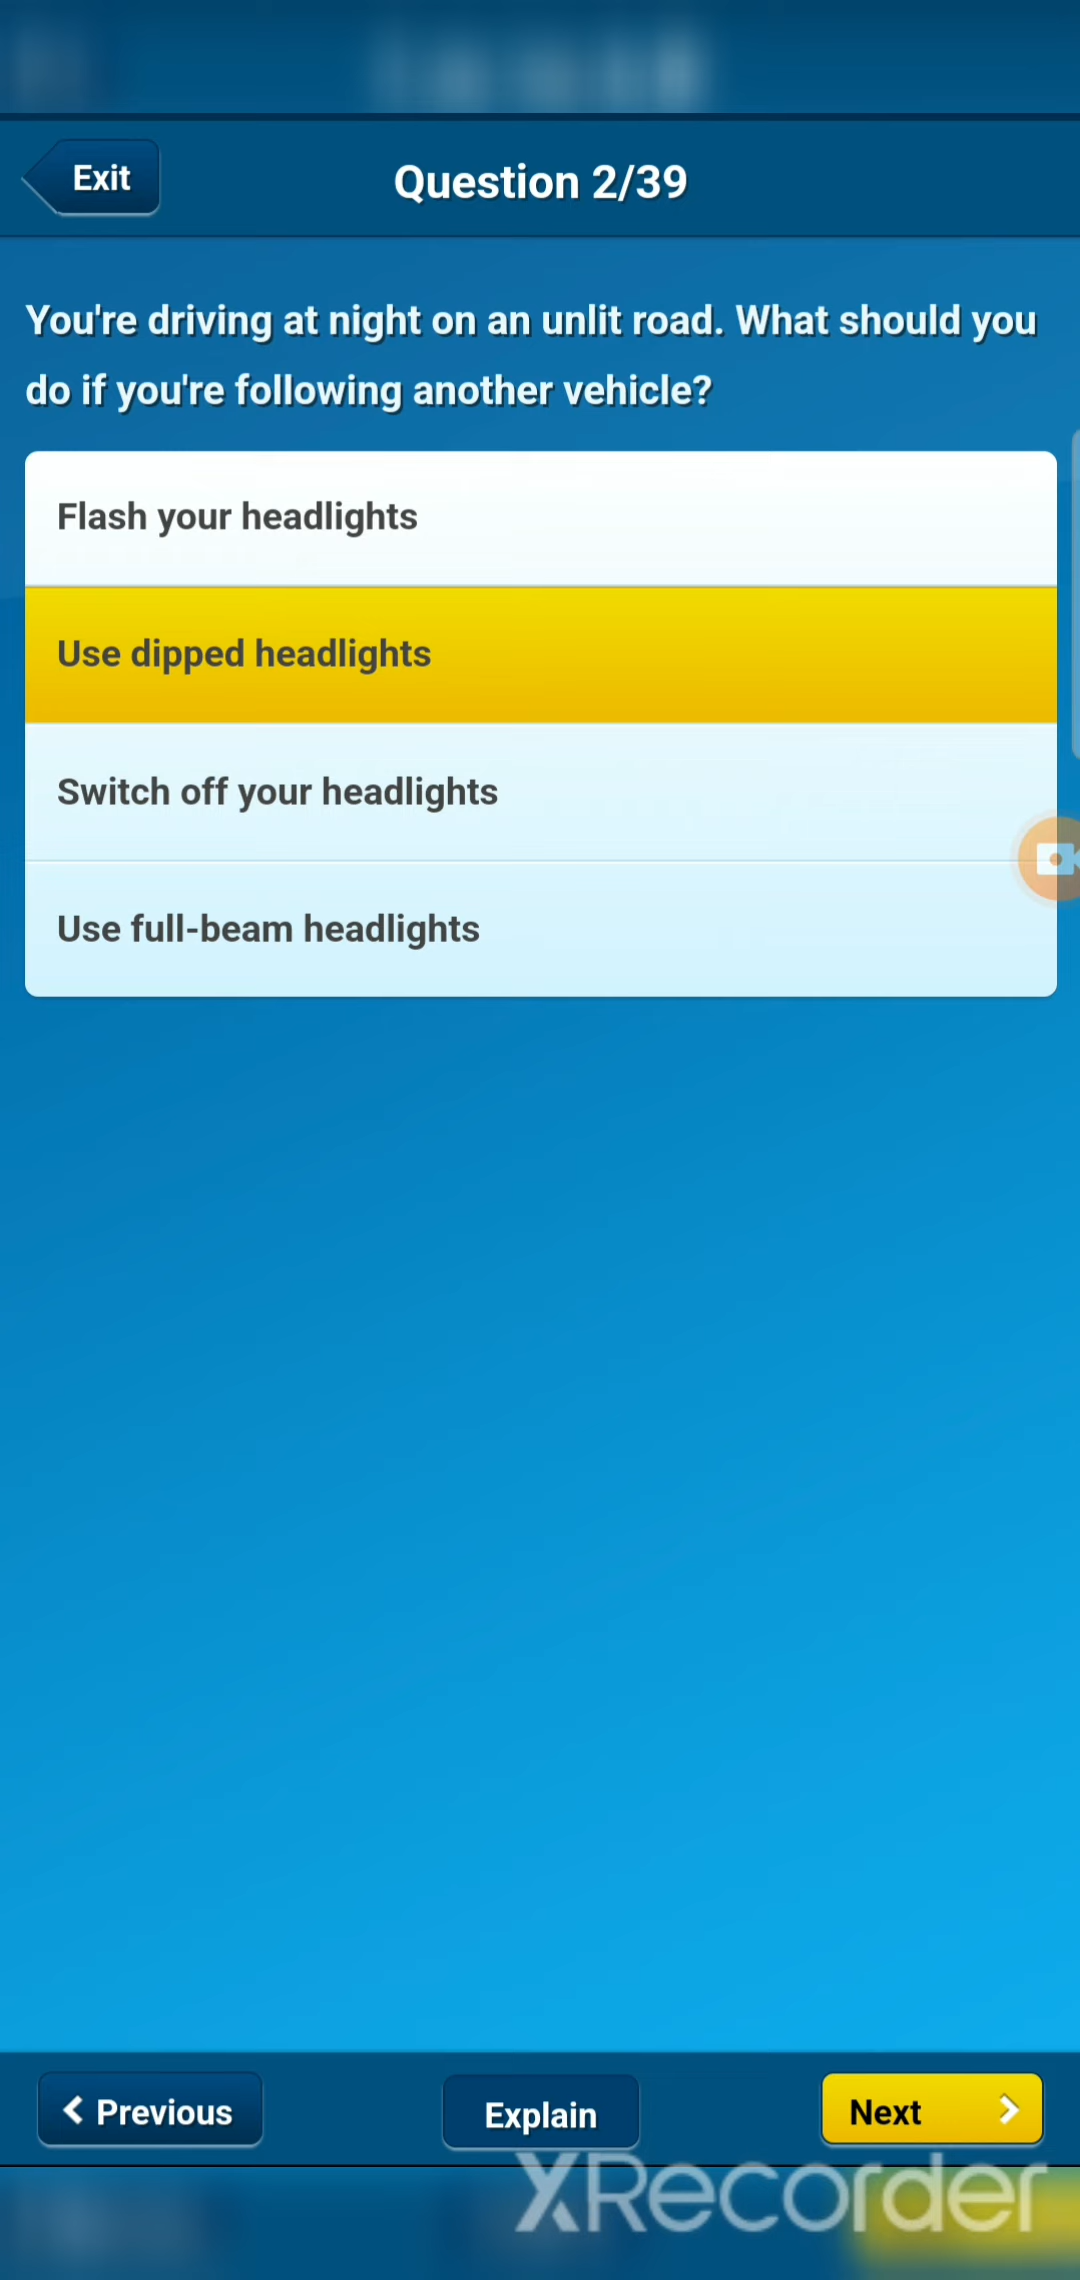 Exit
Question 2/39
You're driving at night on an unlit road. What should you
do if you're following another vehicle?
Flash your headlights
Use dipped headlights
Switch off your headlights
Use full-beam headlights
Previous
Explain
Next
XRecorder